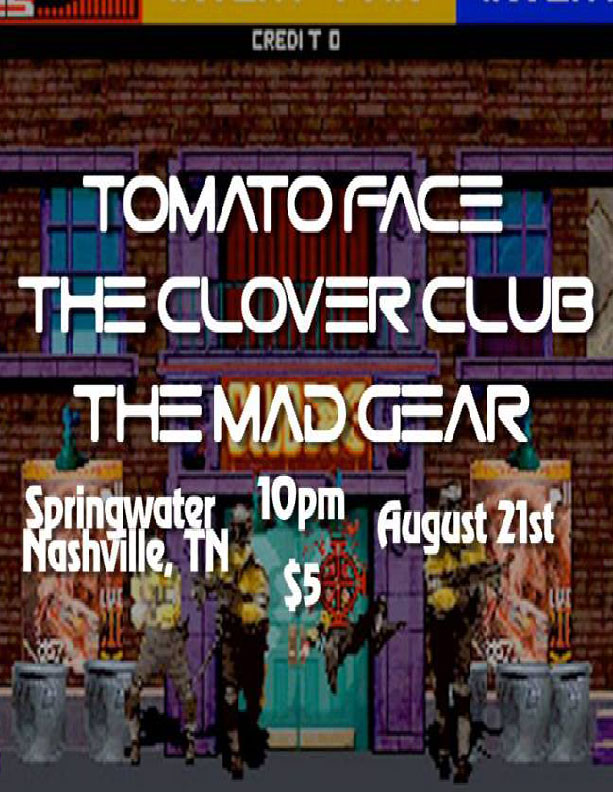 CREDIT 0
TOMATO FACE
THE CLOVER CLUB
THE MAD GEAR
Springwater
Nashville, TN
10pm
$5
August 21st